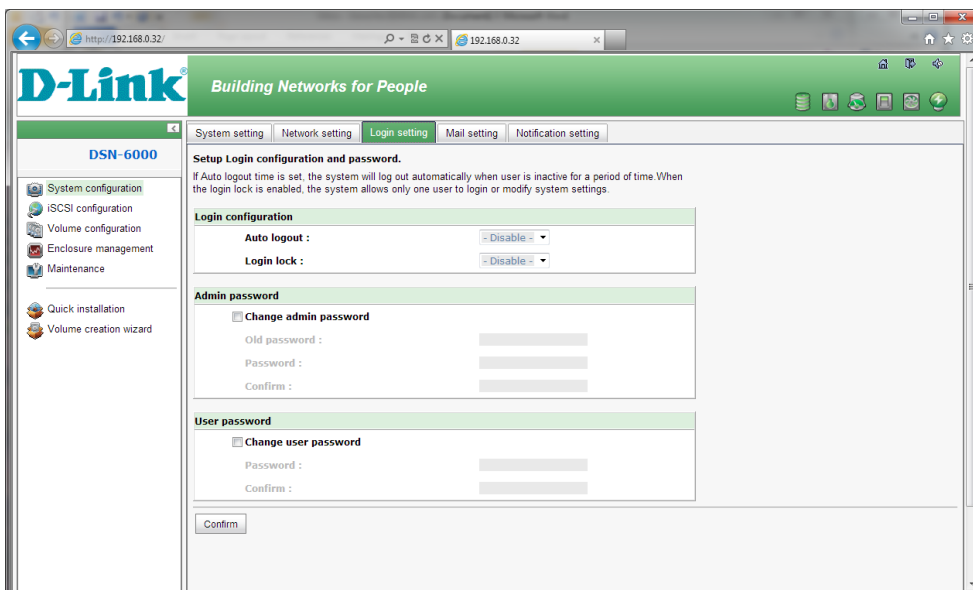 http://192.168.0.32/
192.168.0.32
D-Link®
Building Networks for People
DSN-6000
System configuration
iSCSI configuration
Volume configuration
Enclosure management
Maintenance
Quick installation
Volume creation wizard
System setting
Network setting
Login setting
Mail setting
Notification setting
Setup Login configuration and password.
If Auto logout time is set, the system will log out automatically when user is inactive for a period of time.When
the login lock is enabled, the system allows only one user to login or modify system settings.
Login configuration
Auto logout : - Disable -
Login lock : - Disable -
Admin password
Change admin password
Old password :
Password :
Confirm :
User password
Change user password
Password :
Confirm :
Confirm